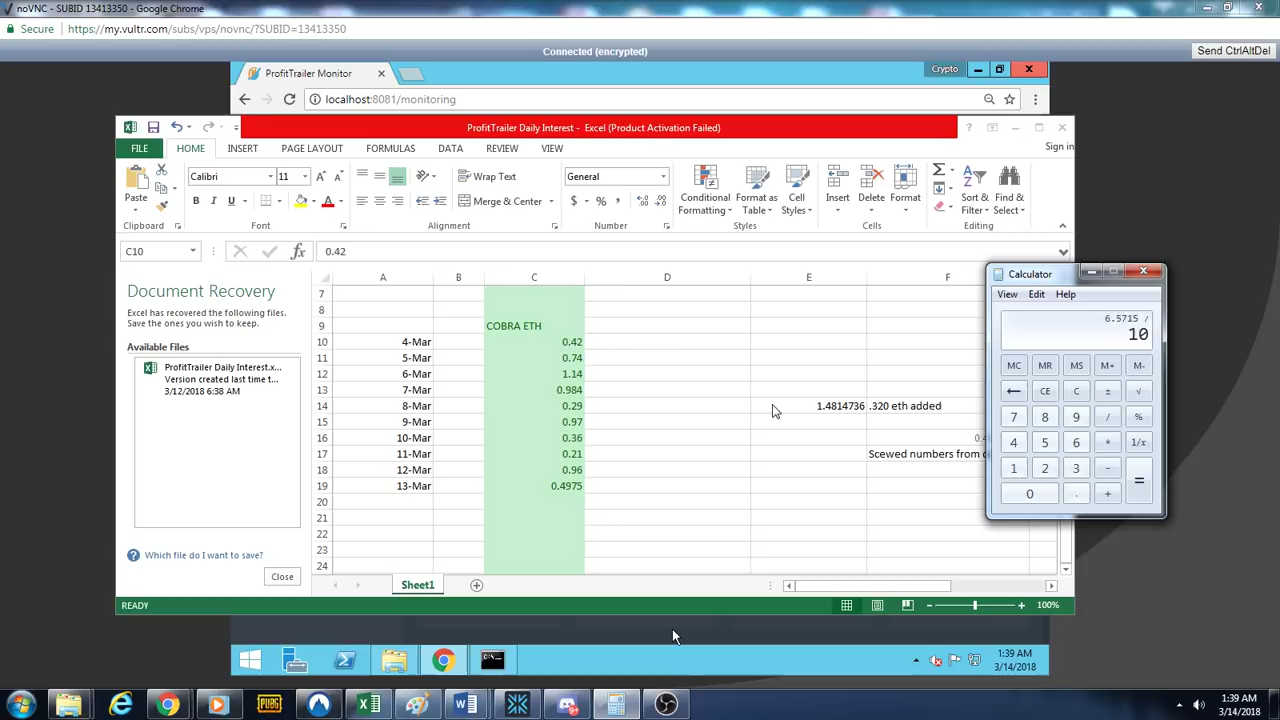 noVNC - SUBID 13413350 - Google Chrome
Secure https://my.vultr.com/subs/vps/novnc/?SUBID=13413350
Connected (encrypted)
Send CtrlAltDel
ProfitTrailer Monitor
Crypto
localhost:8081/monitoring
ProfitTrailer Daily Interest - Excel (Product Activation Failed)
FILE HOME INSERT PAGE LAYOUT FORMULAS DATA REVIEW VIEW Sign in
Paste
Calibri 11 A A
Wrap Text
General
B I U A
Merge & Center
$ % ,
Conditional Formatting
Format as Table
Cell Styles
Insert
Delete
Format
Sort & Filter
Find & Select
Clipboard Font Alignment Number Styles Cells Editing
C10 fx 0.42
Document Recovery
Excel has recovered the following files.
Save the ones you wish to keep.
Available Files
ProfitTrailer Daily Interest.x...
Version created last time t...
3/12/2018 6:38 AM
Which file do I want to save?
Close
A B C D E F
7
8
9 COBRA ETH
10 4-Mar 0.42
11 5-Mar 0.74
12 6-Mar 1.14
13 7-Mar 0.984
14 8-Mar 0.29 1.4814736 .320 eth added
15 9-Mar 0.97
16 10-Mar 0.36
17 11-Mar 0.21 Scewed numbers from
18 12-Mar 0.96
19 13-Mar 0.4975
20
21
22
23
24
Sheet1
READY
100%
Calculator
View Edit Help
6.5715 /
10
MC MR MS M+ M-
← CE C ± √
7 8 9 / %
4 5 6 * 1/x
1 2 3 - =
0 . +
1:39 AM
3/14/2018
PUBG
1:39 AM
3/14/2018